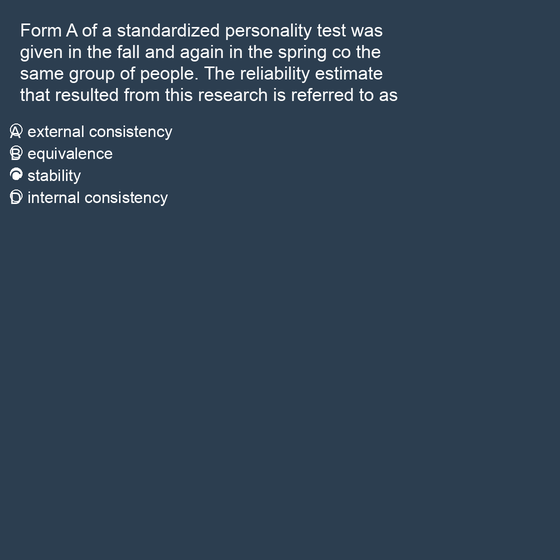 Form A of a standardized personality test was
given in the fall and again in the spring co the
same group of people. The reliability estimate
that resulted from this research is referred to as
A external consistency
B equivalence
stability
D internal consistency